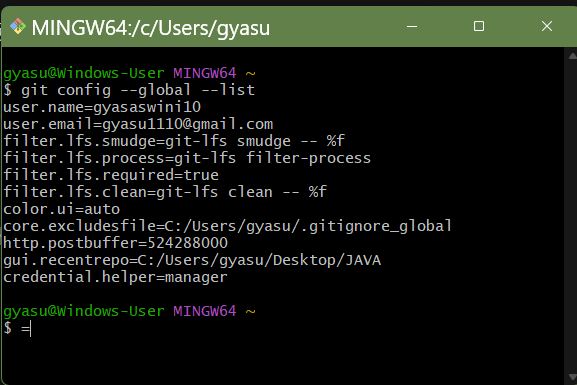 MINGW64:/c/Users/gyasu
gyasu@Windows-User MINGW64 ~
$ git config --global --list
user.name=gyasaswini10
user.email=gyasu1110@gmail.com
filter.lfs.smudge=git-lfs smudge -- %f
filter.lfs.process=git-lfs filter-process
filter.lfs.required=true
filter.lfs.clean=git-lfs clean -- %f
color.ui=auto
core.excludesfile=C:/Users/gyasu/.gitignore_global
http.postbuffer=524288000
gui.recentrepo=C:/Users/gyasu/Desktop/JAVA
credential.helper=manager
gyasu@Windows-User MINGW64 ~
$ =